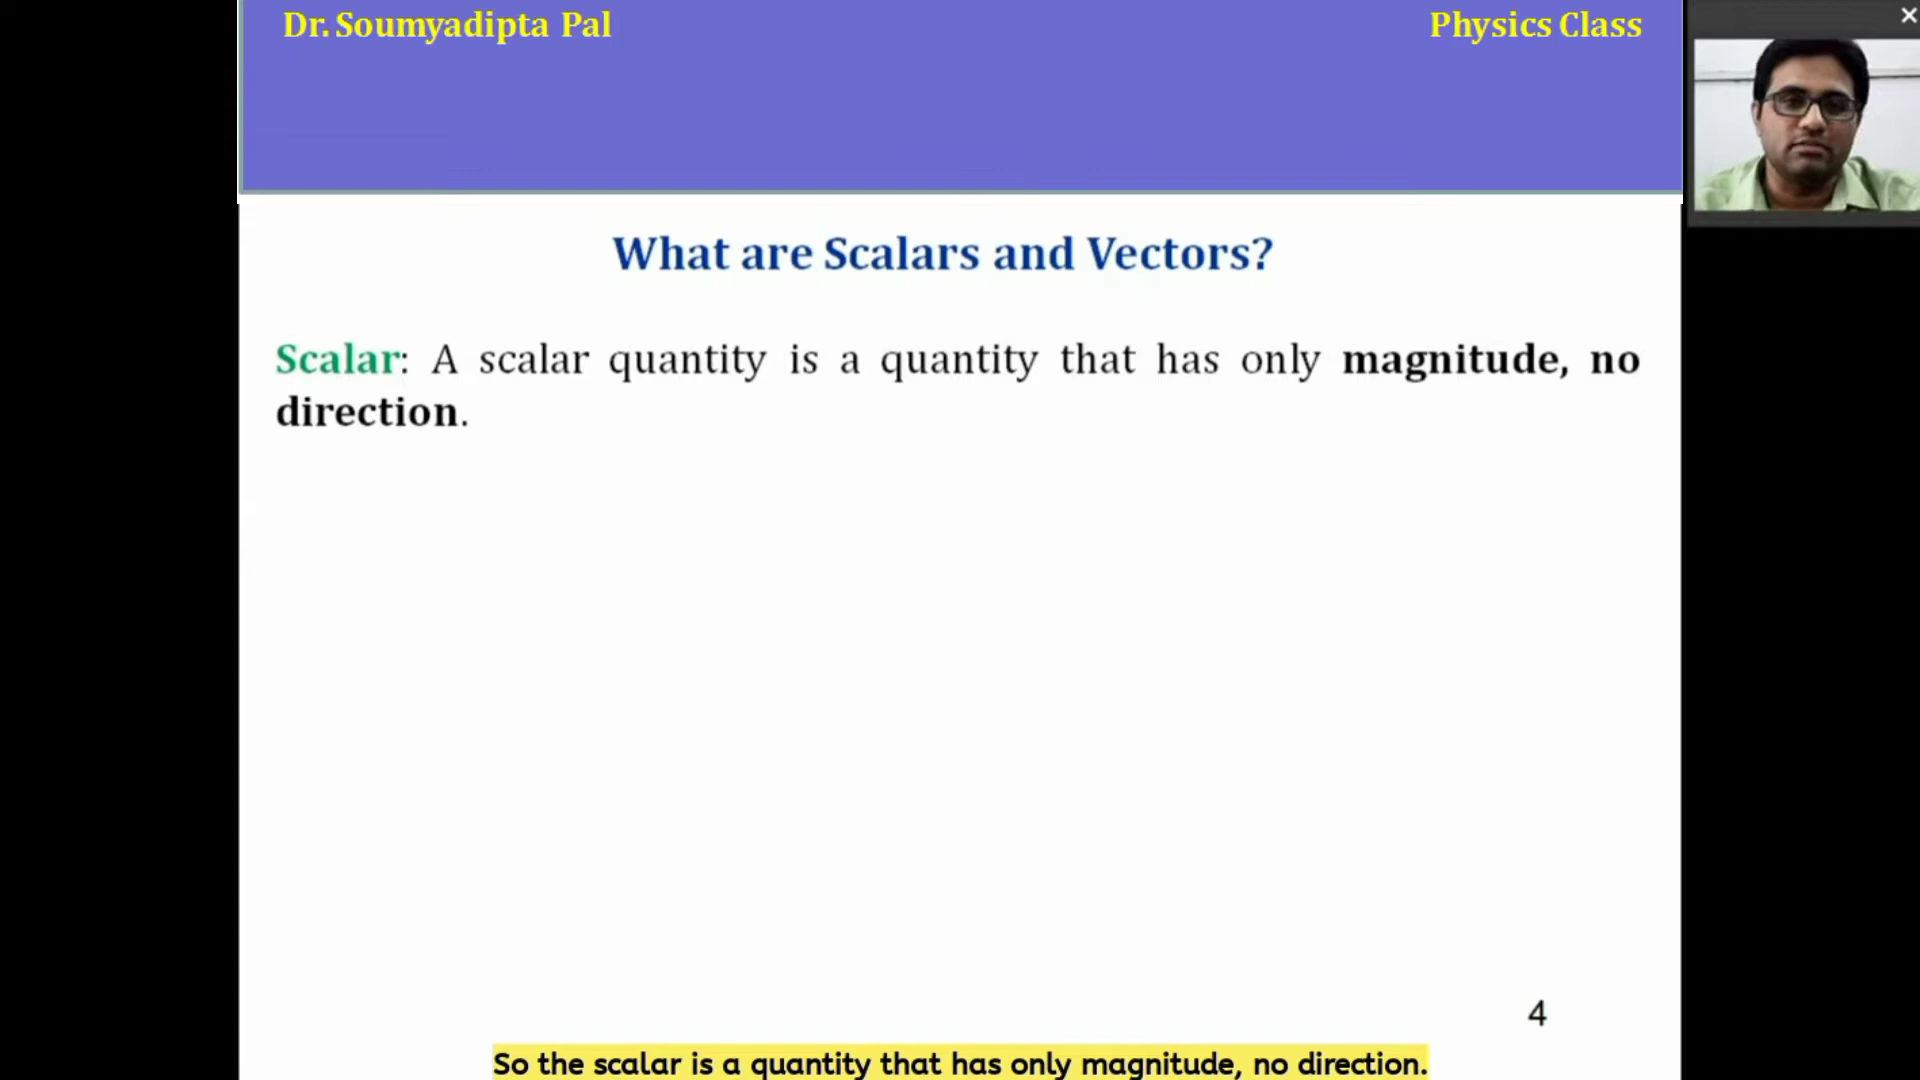 Dr. Soumyadipta Pal
Physics Class
What are Scalars and Vectors?
Scalar: A scalar quantity is a quantity that has only magnitude, no
direction.
4
So the scalar is a quantity that has only magnitude, no direction.